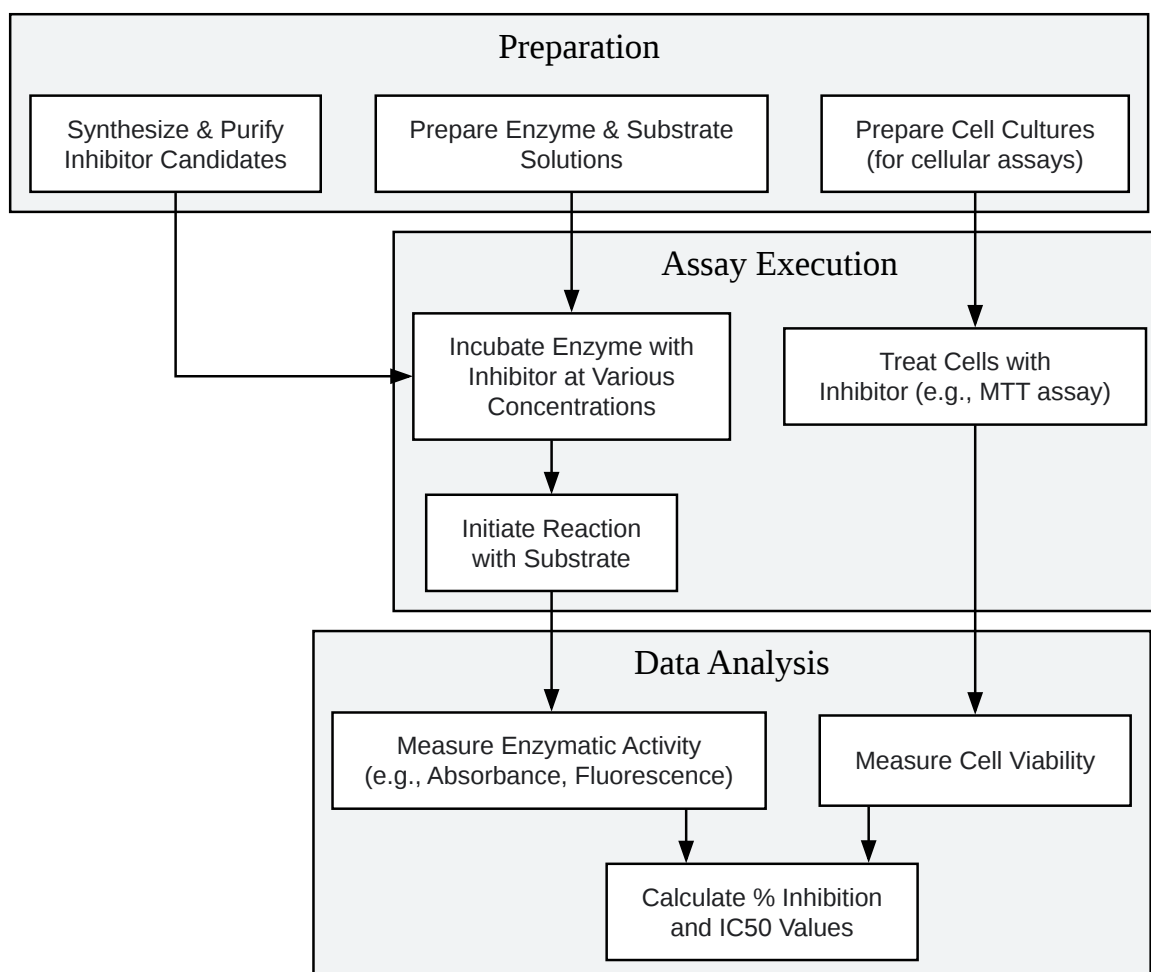 Preparation
Synthesize & Purify
Inhibitor Candidates
Prepare Enzyme & Substrate
Solutions
Prepare Cell Cultures
(for cellular assays)
Assay Execution
Incubate Enzyme with
Inhibitor at Various
Concentrations
Treat Cells with
Inhibitor (e.g., MTT assay)
Initiate Reaction
with Substrate
Data Analysis
Measure Enzymatic Activity
(e.g., Absorbance, Fluorescence)
Measure Cell Viability
Calculate % Inhibition
and IC50 Values